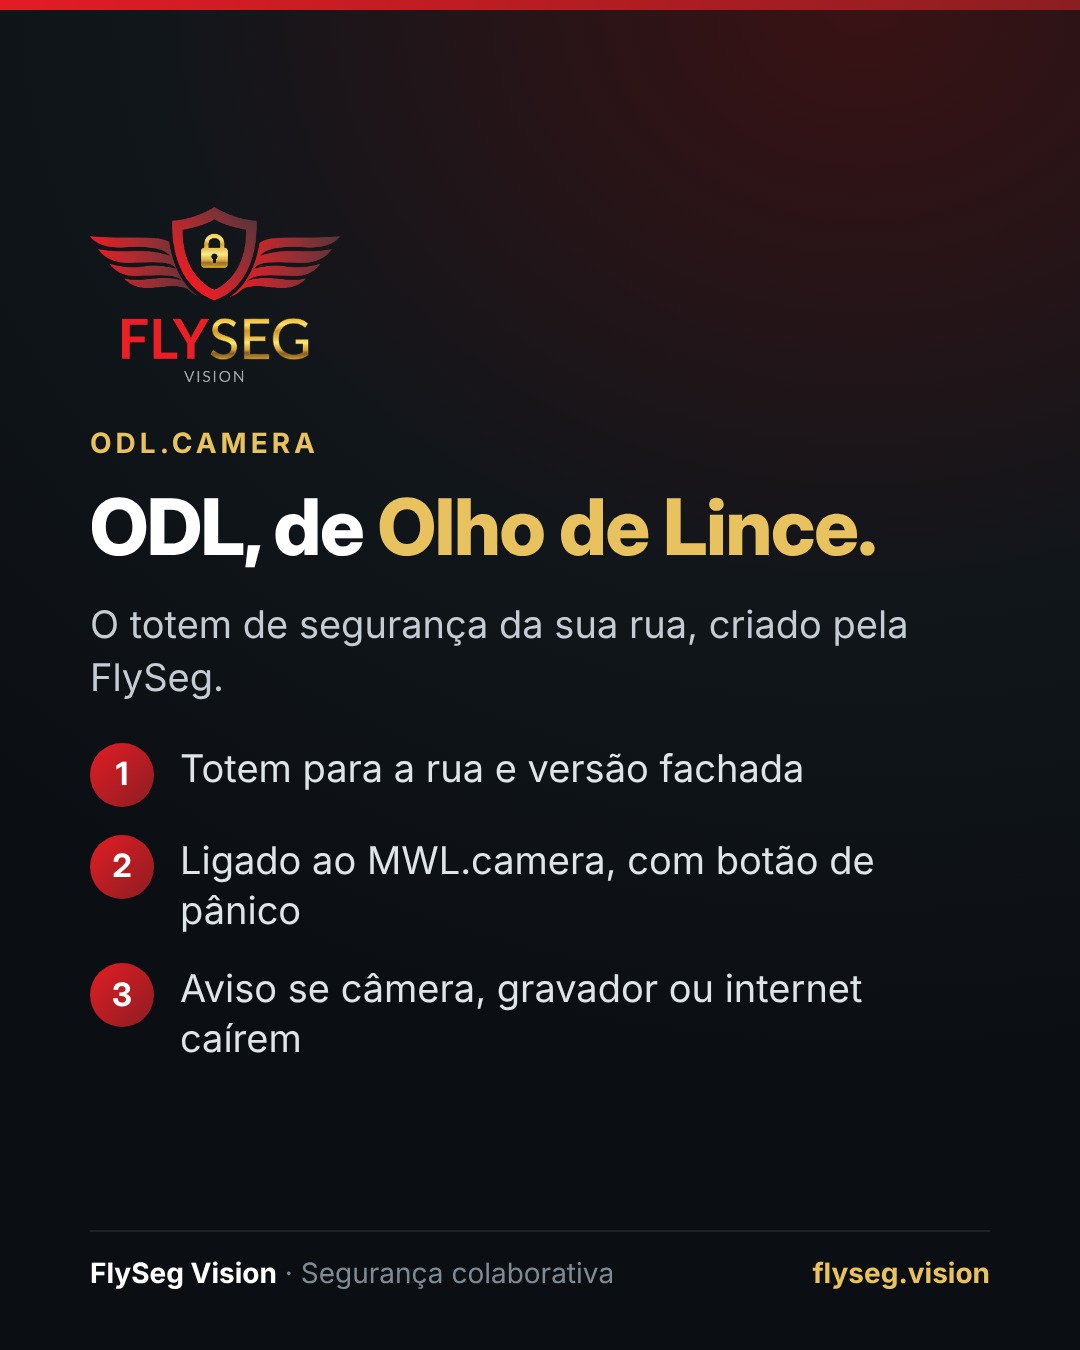 FLYSEG
VISION
ODL.CAMERA
ODL, de Olho de Lince.
O totem de segurança da sua rua, criado pela
FlySeg.
1 Totem para a rua e versão fachada
2 Ligado ao MWL.camera, com botão de
pânico
3 Aviso se câmera, gravador ou internet
caírem
FlySeg Vision · Segurança colaborativa flyseg.vision